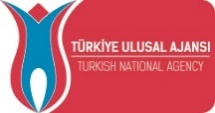 TÜRKİYE ULUSAL AJANSI
TURKISH NATIONAL AGENCY